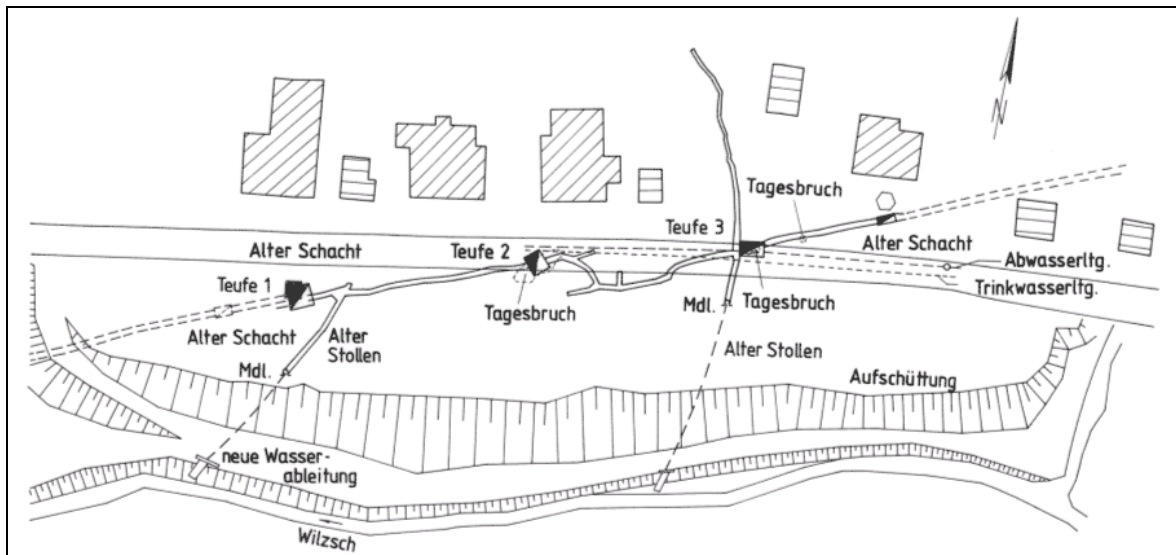 N
Tagesbruch
Teufe 3
Alter Schacht
Teufe 2
Alter Schacht
Abwasserltg.
Teufe 1
Trinkwasserltg.
Tagesbruch
Mdl.
Tagesbruch
Alter Schacht
Alter
Stollen
Alter Stollen
Mdl.
Aufschüttung
neue Wasser-
ableitung
Wilzsch